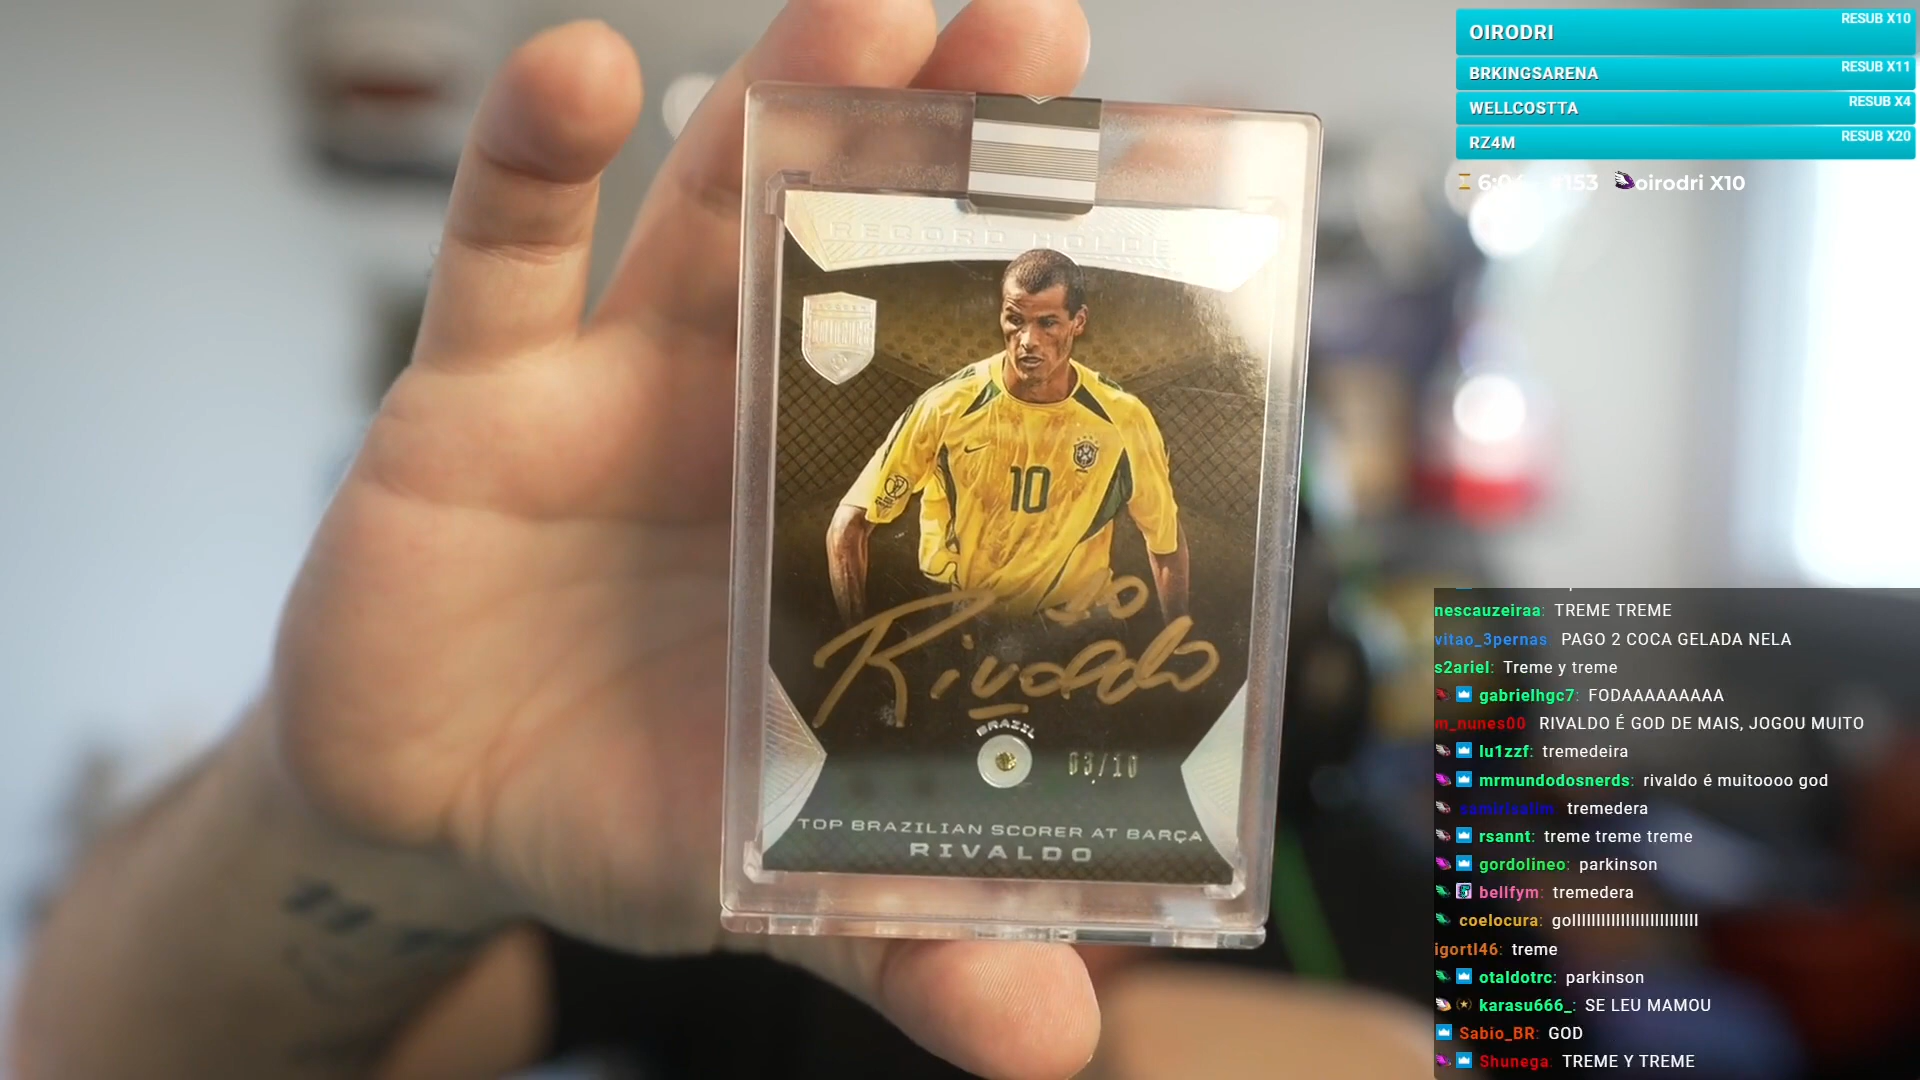 OIRODRI RESUB X10
BRKINGSARENA RESUB X11
WELLCOSTTA RESUB X4
RZ4M RESUB X20
oirodri X10
RECORD HOLDE
10
Rivaldo
BRAZIL
03/10
TOP BRAZILIAN SCORER AT BARÇA
RIVALDO
nescauzeiraa: TREME TREME
vitao_3pernas PAGO 2 COCA GELADA NELA
s2ariel: Treme y treme
gabrielhgc7: FODAAAAAAAAA
m_nunes00 RIVALDO É GOD DE MAIS, JOGOU MUITO
lu1zzf: tremedeira
mrmundodosnerds: rivaldo é muitoooo god
tremedera
rsannt: treme treme treme
gordolineo: parkinson
bellfym: tremedera
coelocura: golllllllllllllllllllllllllll
igortl46: treme
otaldotrc: parkinson
karasu666_: SE LEU MAMOU
Sabio_BR: GOD
Shunega: TREME Y TREME